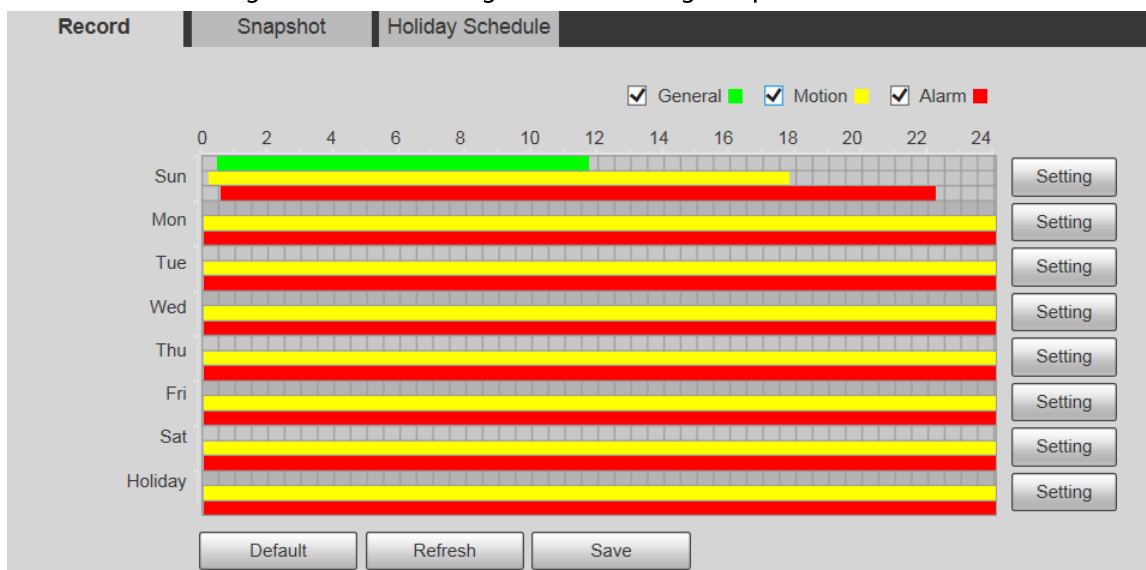 Record Snapshot Holiday Schedule
General Motion Alarm
0 2 4 6 8 10 12 14 16 18 20 22 24
Sun Setting
Mon Setting
Tue Setting
Wed Setting
Thu Setting
Fri Setting
Sat Setting
Holiday Setting
Default Refresh Save